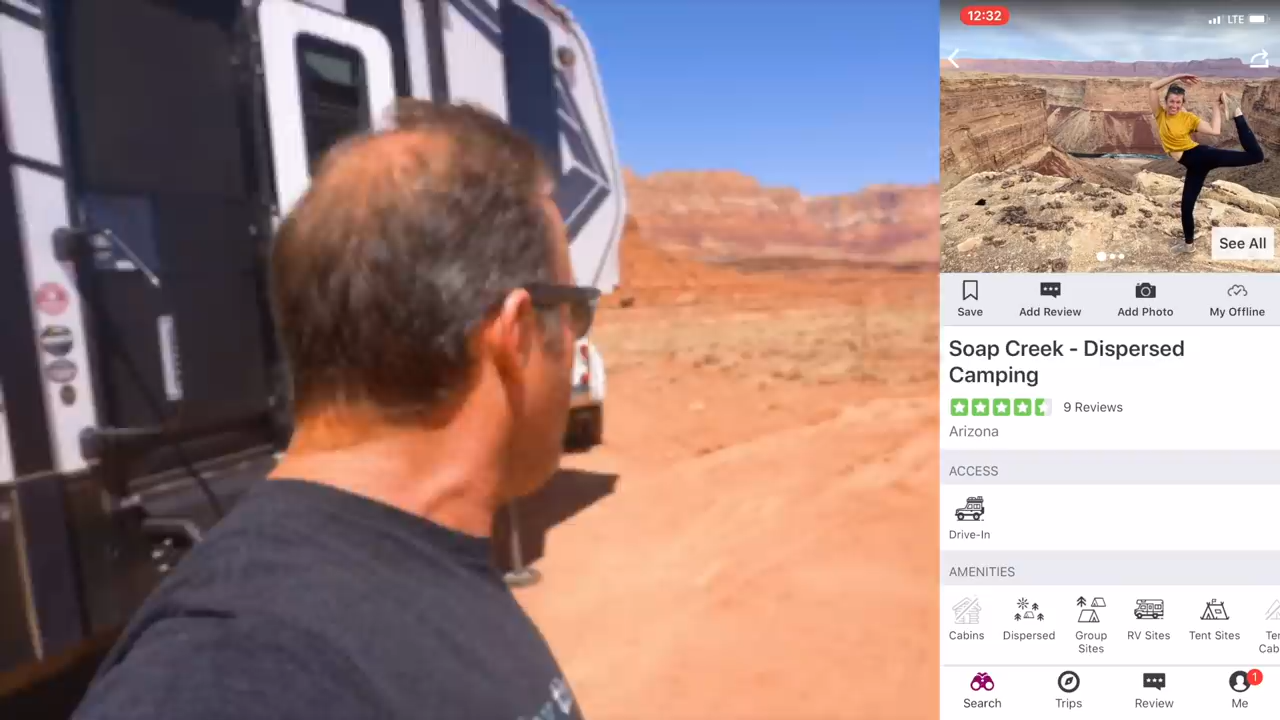 12:32
LTE
See All
Save
Add Review
Add Photo
My Offline
Soap Creek - Dispersed
Camping
9 Reviews
Arizona
ACCESS
Drive-In
AMENITIES
Cabins
Dispersed
Group
Sites
RV Sites
Tent Sites
Search
Trips
Review
1
Me